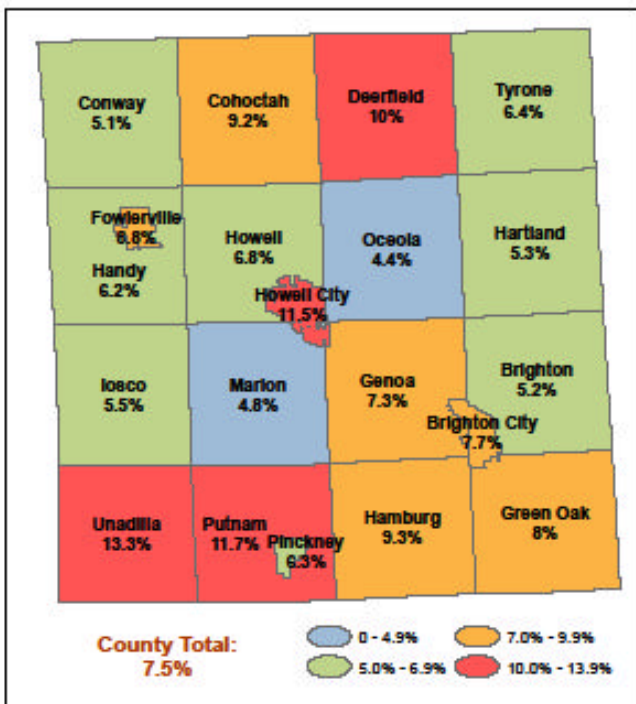 Conway
5.1%
Cohoctah
9.2%
Deerfield
10%
Tyrone
6.4%
Fowlerville
8.8%
Handy
6.2%
Howell
6.8%
Howell City
11.5%
Oceola
4.4%
Hartland
5.3%
Iosco
5.5%
Marion
4.8%
Genoa
7.3%
Brighton
5.2%
Brighton City
7.7%
Unadilla
13.3%
Putnam
11.7%
Pinckney
6.3%
Hamburg
9.3%
Green Oak
8%
County Total:
7.5%
0 - 4.9%
7.0% - 9.9%
5.0% - 6.9%
10.0% - 13.9%